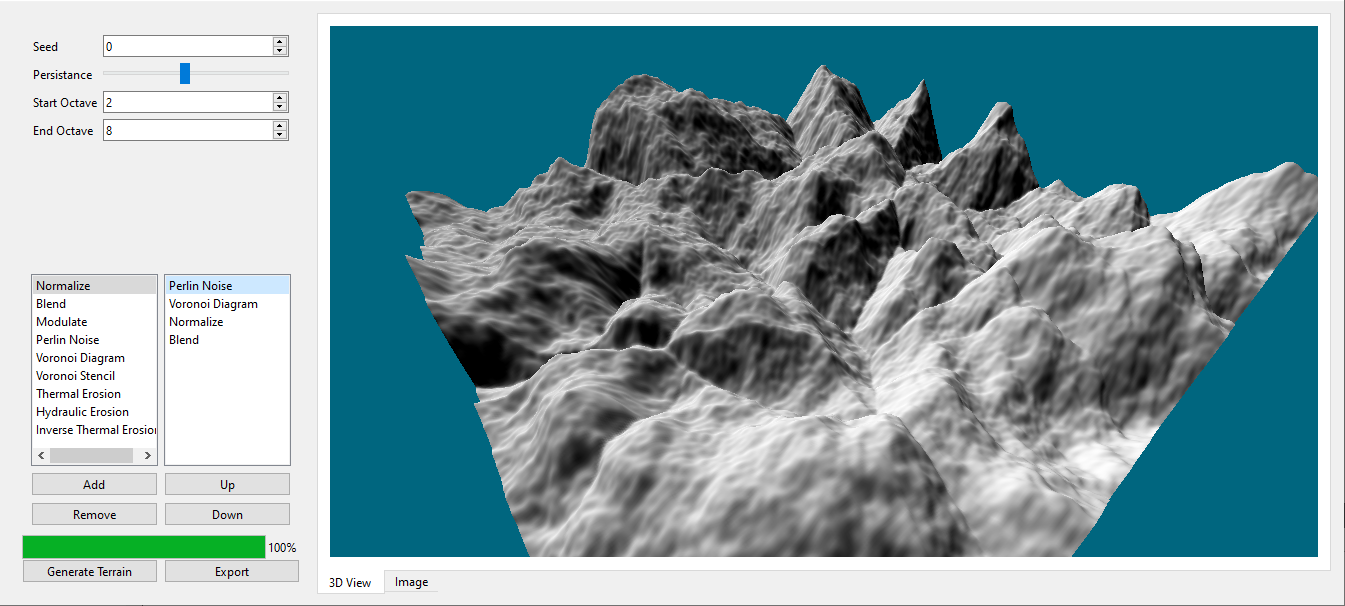 Seed 0
Persistance
Start Octave 2
End Octave 8
Normalize
Blend
Modulate
Perlin Noise
Voronoi Diagram
Voronoi Stencil
Thermal Erosion
Hydraulic Erosion
Inverse Thermal Erosion
Perlin Noise
Voronoi Diagram
Normalize
Blend
Add Up
Remove Down
100%
Generate Terrain Export
3D View Image